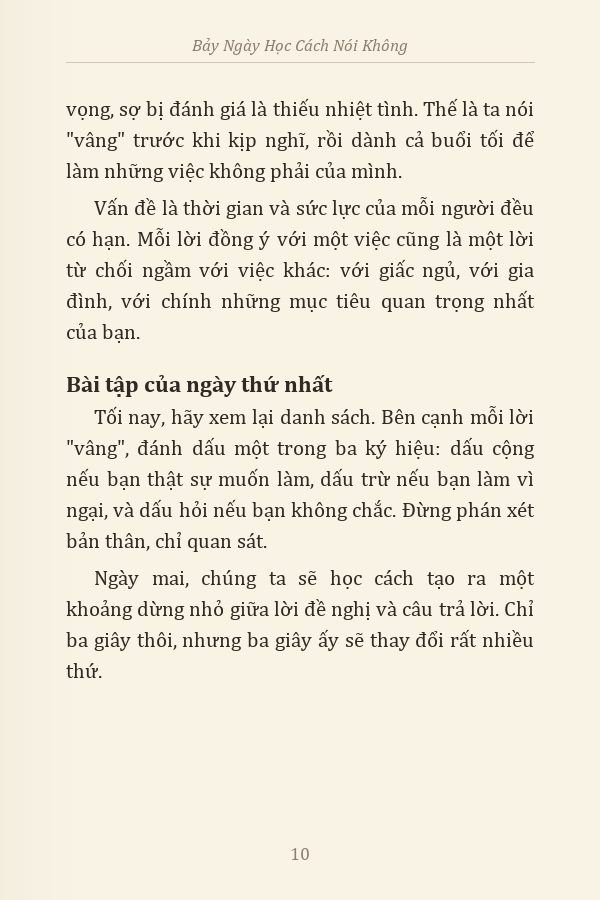 Bảy Ngày Học Cách Nói Không
vọng, sợ bị đánh giá là thiếu nhiệt tình. Thế là ta nói
"vâng" trước khi kịp nghĩ, rồi dành cả buổi tối để
làm những việc không phải của mình.
Vấn đề là thời gian và sức lực của mỗi người đều
có hạn. Mỗi lời đồng ý với một việc cũng là một lời
từ chối ngầm với việc khác: với giấc ngủ, với gia
đình, với chính những mục tiêu quan trọng nhất
của bạn.
Bài tập của ngày thứ nhất
Tối nay, hãy xem lại danh sách. Bên cạnh mỗi lời
"vâng", đánh dấu một trong ba ký hiệu: dấu cộng
nếu bạn thật sự muốn làm, dấu trừ nếu bạn làm vì
ngại, và dấu hỏi nếu bạn không chắc. Đừng phán xét
bản thân, chỉ quan sát.
Ngày mai, chúng ta sẽ học cách tạo ra một
khoảng dừng nhỏ giữa lời đề nghị và câu trả lời. Chỉ
ba giây thôi, nhưng ba giây ấy sẽ thay đổi rất nhiều
thứ.
10